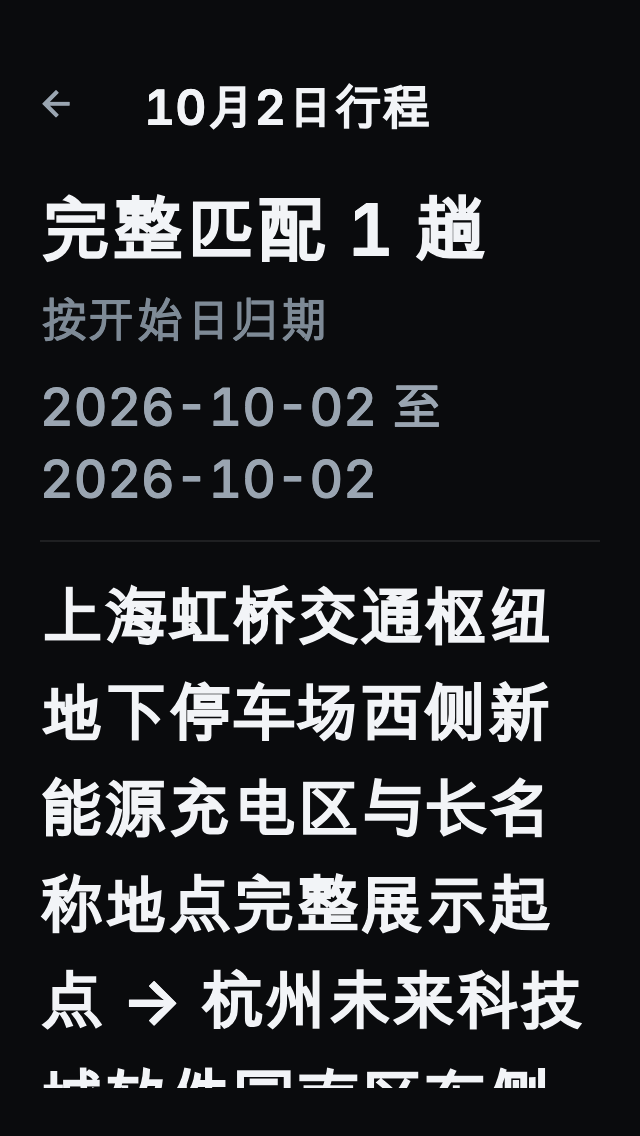 10月2日行程
完整匹配 1 趟
按开始日归期
2026-10-02 至
2026-10-02
上海虹桥交通枢纽
地下停车场西侧新
能源充电区与长名
称地点完整展示起
点 → 杭州未来科技